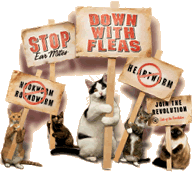 DOWN
WITH
FLEAS
STOP
Ear Mites
HEARTWORM
HOOKWORM
ROUNDWORM
JOIN THE
REVOLUTION